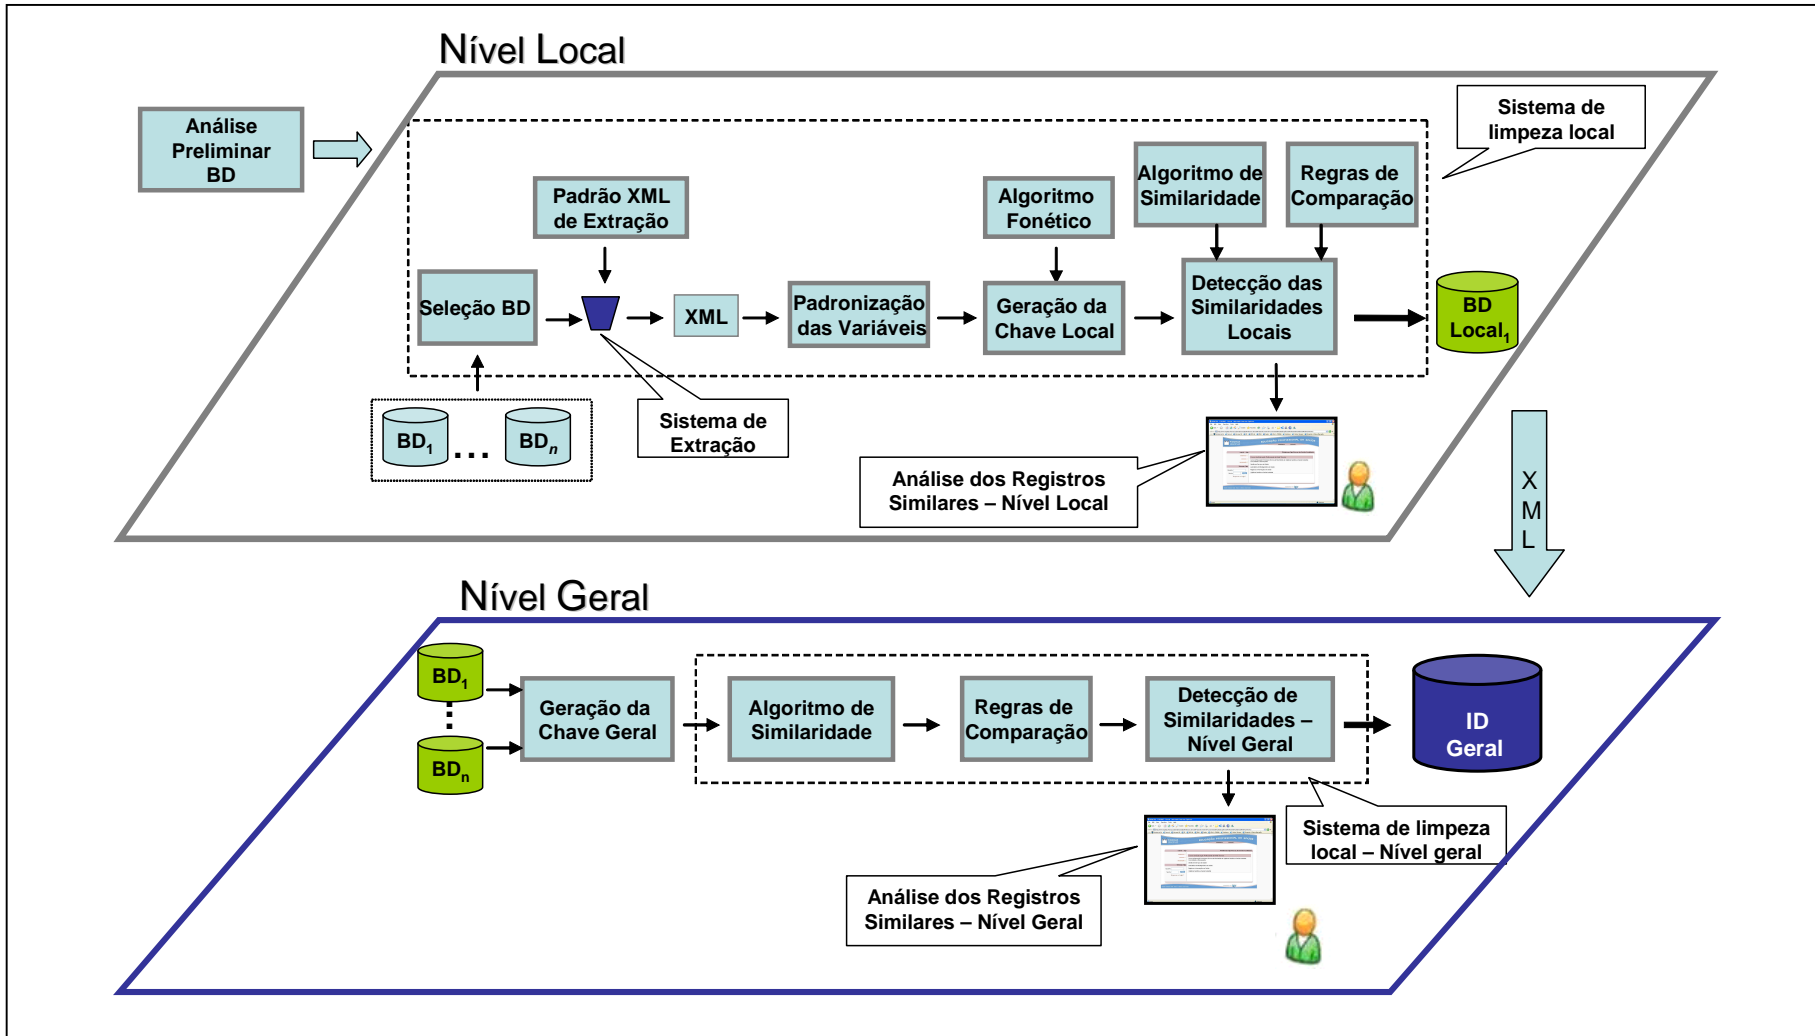 Nível Local
Análise
Preliminar
BD
Sistema de
limpeza local
Padrão XML
de Extração
Algoritmo
Fonético
Algoritmo de
Similaridade
Regras de
Comparação
Seleção BD
XML
Padronização
das Variáveis
Geração da
Chave Local
Detecção das
Similaridades
Locais
BD
Local1
BD1
...
BDn
Sistema de
Extração
Análise dos Registros
Similares – Nível Local
X
M
L
Nível Geral
BD1
BDn
Geração da
Chave Geral
Algoritmo de
Similaridade
Regras de
Comparação
Detecção de
Similaridades –
Nível Geral
ID
Geral
Sistema de limpeza
local – Nível geral
Análise dos Registros
Similares – Nível Geral